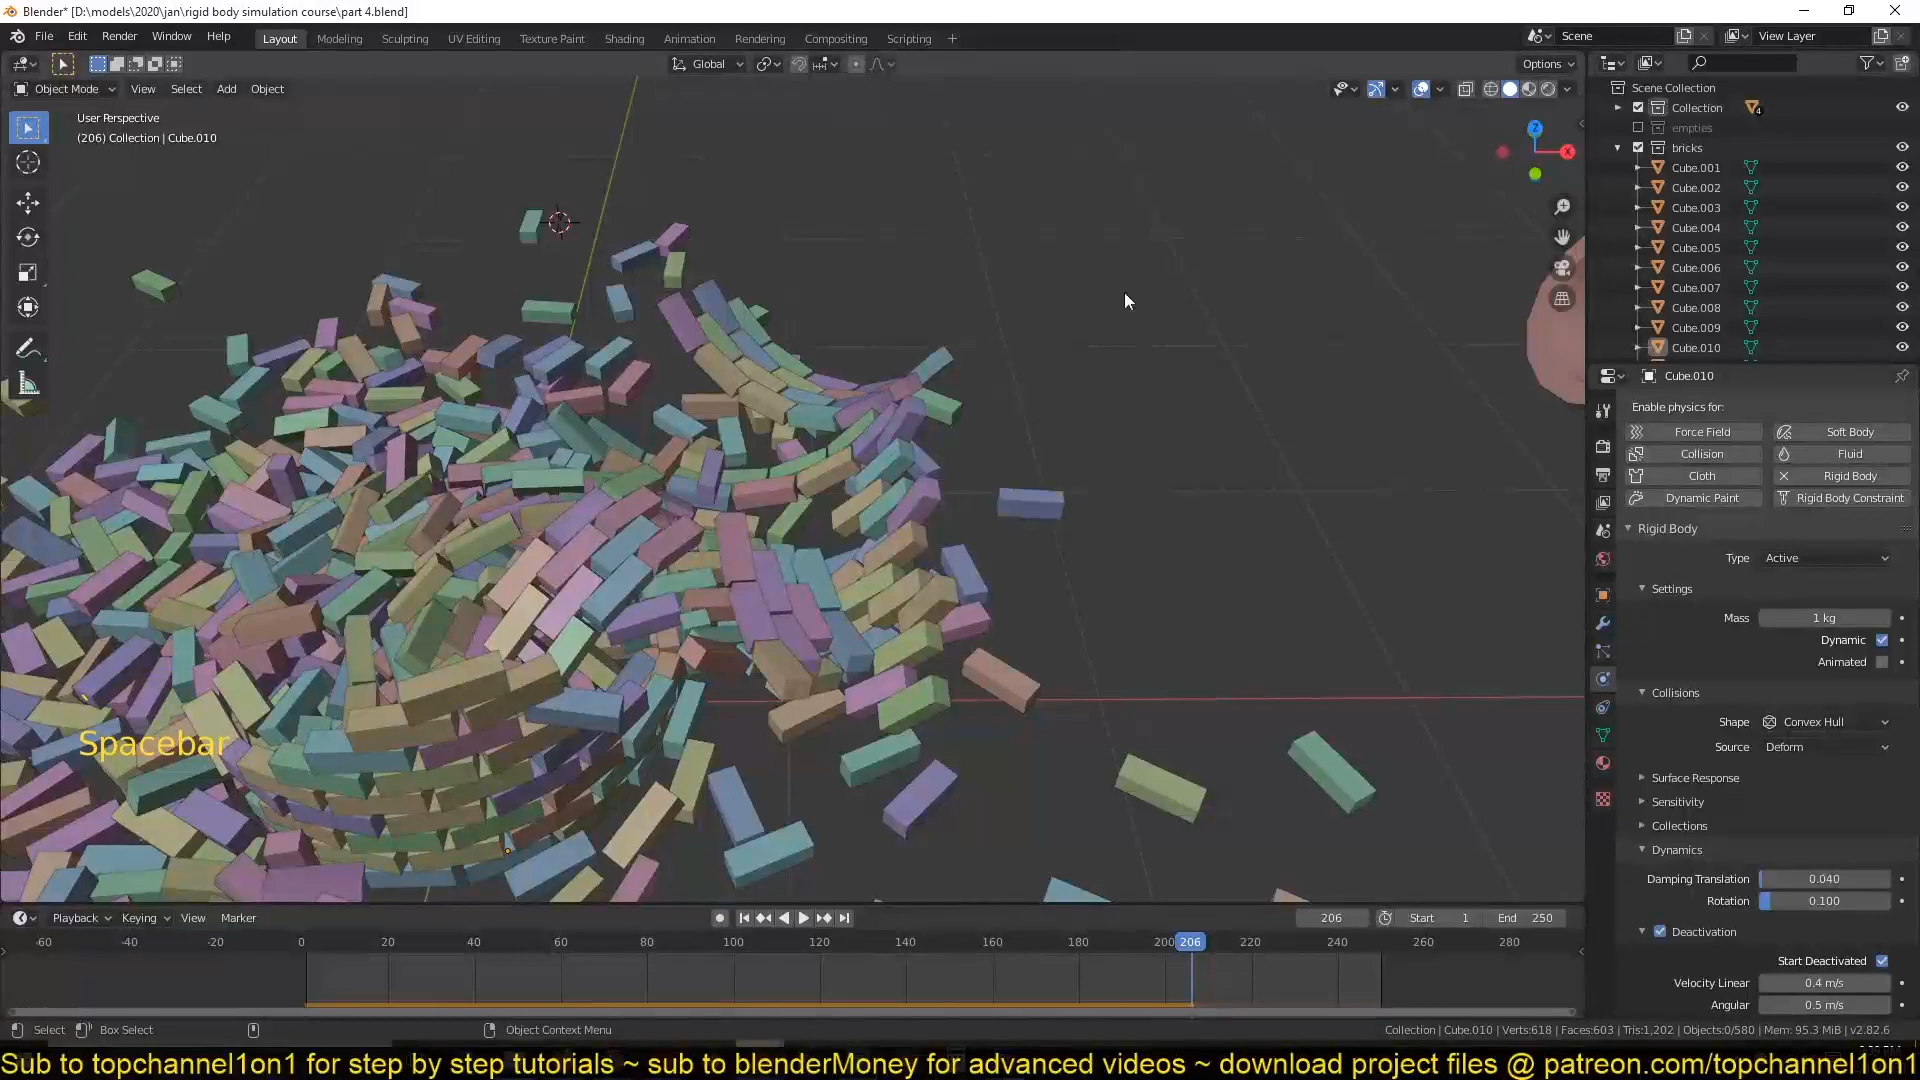 Blender* [D:\models\2020\jan\rigid body simulation course\part 4.blend]
File Edit Render Window Help Layout Modeling Sculpting UV Editing Texture Paint Shading Animation Rendering Compositing Scripting + Scene View Layer
Global Options
Object Mode View Select Add Object
User Perspective
(206) Collection | Cube.010
Z
X
Scene Collection
Collection 4
empties
bricks
Cube.001
Cube.002
Cube.003
Cube.004
Cube.005
Cube.006
Cube.007
Cube.008
Cube.009
Cube.010
Cube.010
Enable physics for:
Force Field Soft Body
Collision Fluid
Cloth Rigid Body
Dynamic Paint Rigid Body Constraint
Rigid Body
Type Active
Settings
Mass 1 kg
Dynamic
Animated
Collisions
Shape Convex Hull
Source Deform
Surface Response
Sensitivity
Collections
Dynamics
Damping Translation 0.040
Rotation 0.100
Deactivation
Start Deactivated
Velocity Linear 0.4 m/s
Angular 0.5 m/s
Spacebar
Playback Keying View Marker 206 Start 1 End 250
-60 -40 -20 0 20 40 60 80 100 120 140 160 180 200 206 220 240 260 280
Select Box Select Object Context Menu Collection | Cube.010 | Verts:618 | Faces:603 | Tris:1,202 | Objects:0/580 | Mem: 95.3 MiB | v2.82.6
Sub to topchannel1on1 for step by step tutorials ~ sub to blenderMoney for advanced videos ~ download project files @ patreon.com/topchannel1on1